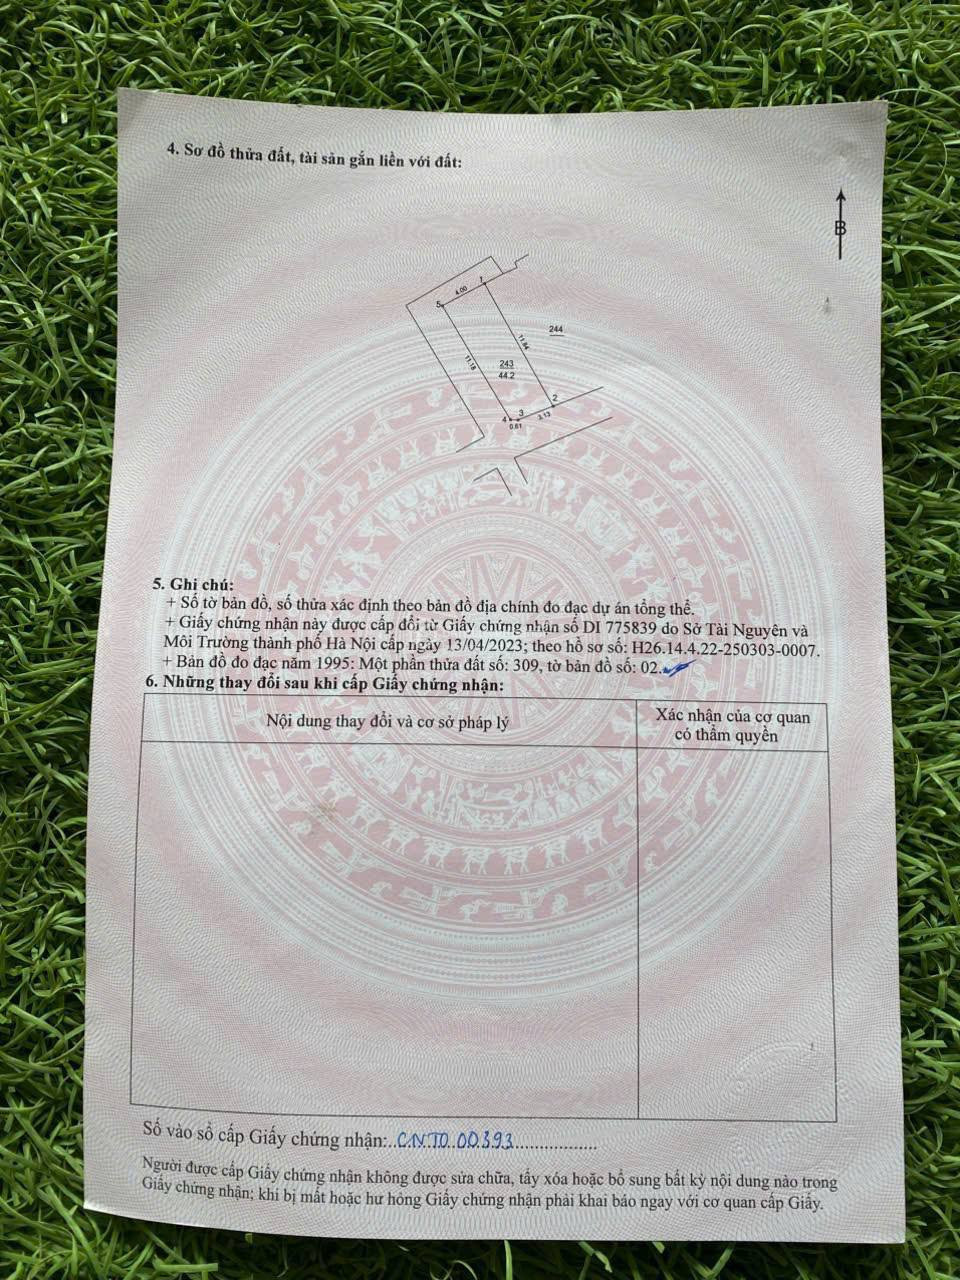 4. Sơ đồ thửa đất, tài sản gắn liền với đất:
B
1
4.00
5
244
11.94
11.18
243
44.2
2
3
4
3.13
0.61
5. Ghi chú:
+ Số tờ bản đồ, số thửa xác định theo bản đồ địa chính đo đạc dự án tổng thể.
+ Giấy chứng nhận này được cấp đổi từ Giấy chứng nhận số DI 775839 do Sở Tài Nguyên và
Môi Trường thành phố Hà Nội cấp ngày 13/04/2023; theo hồ sơ số: H26.14.4.22-250303-0007.
+ Bản đồ đo đạc năm 1995: Một phần thửa đất số: 309, tờ bản đồ số: 02.
6. Những thay đổi sau khi cấp Giấy chứng nhận:
Nội dung thay đổi và cơ sở pháp lý
Xác nhận của cơ quan
có thẩm quyền
Số vào sổ cấp Giấy chứng nhận:..CNTO 00393..................
Người được cấp Giấy chứng nhận không được sửa chữa, tẩy xóa hoặc bổ sung bất kỳ nội dung nào trong
Giấy chứng nhận; khi bị mất hoặc hư hỏng Giấy chứng nhận phải khai báo ngay với cơ quan cấp Giấy.